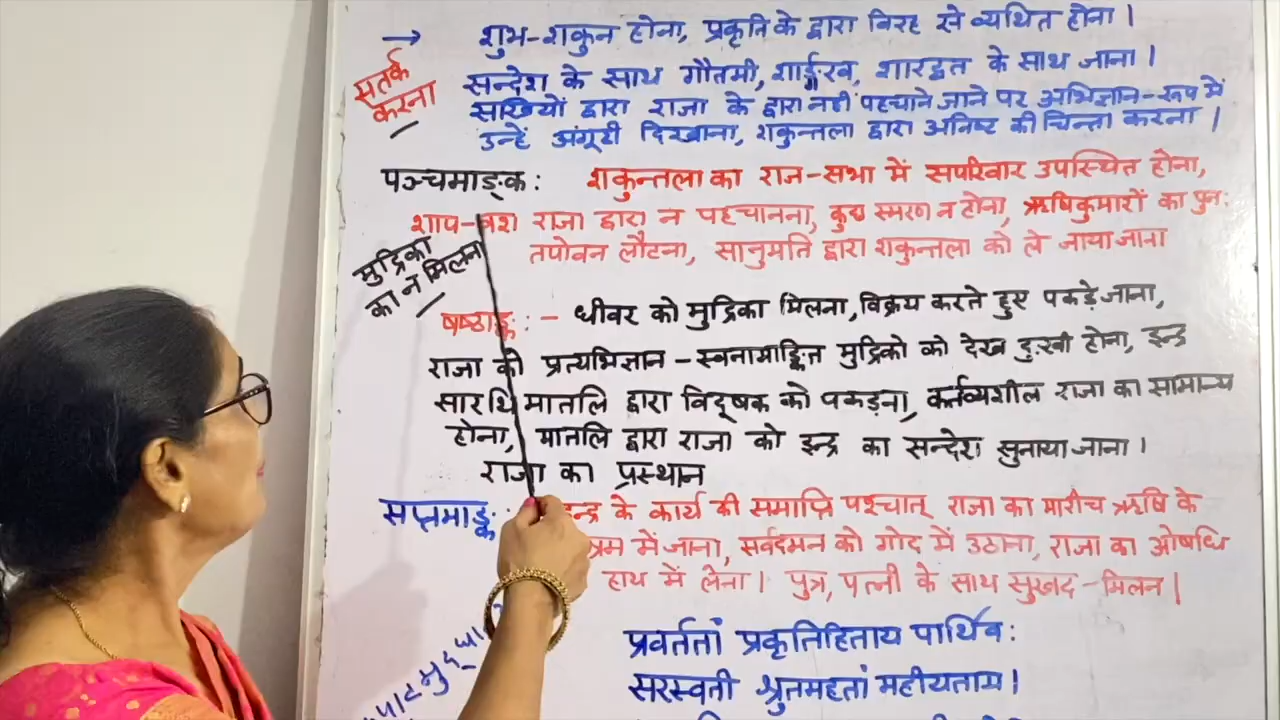 → शुभ-शकुन होना, प्रकृति के द्वारा विरह से व्यथित होना।
सतर्क करना
सन्देश के साथ गौतमी, शार्ङ्गरव, शारद्वत के साथ जाना।
सखियों द्वारा राजा के द्वारा नहीं पहचाने जाने पर अभिज्ञान-रूप में
उन्हें अंगूठी दिखाना, शकुन्तला द्वारा अनिष्ट की चिन्ता करना।
पञ्चमाङ्क: शकुन्तला का राज-सभा में सपरिवार उपस्थित होना,
शाप-वश राजा द्वारा न पहचानना, कुछ स्मरण न होना, ऋषिकुमारों का पुन:
तपोवन लौटना, सानुमति द्वारा शकुन्तला को ले जाया जाना
मुद्रिका
का न मिलना
षष्ठाङ्क: - धीवर को मुद्रिका मिलना, विक्रय करते हुए पकड़े जाना,
राजा की प्रत्यभिज्ञान - स्वनामाङ्कित मुद्रिको को देख दु:खी होना, इन्द्र
सारथि मातलि द्वारा विदूषक को पकड़ना, कर्तव्यशील राजा का सामान्य
होना, मातलि द्वारा राजा को इन्द्र का सन्देश सुनाया जाना।
राजा का प्रस्थान
सप्तमाङ्क: इन्द्र के कार्य की समाप्ति पश्चात् राजा का मारीच ऋषि के
श्रम में जाना, सर्वदमन को गोद में उठाना, राजा का ओषधि
हाथ में लेना। पुत्र, पत्नी के साथ सुखद - मिलन।
प्रवर्ततां प्रकृतिहिताय पार्थिव:
सरस्वती श्रुतमहतां महीयताम।